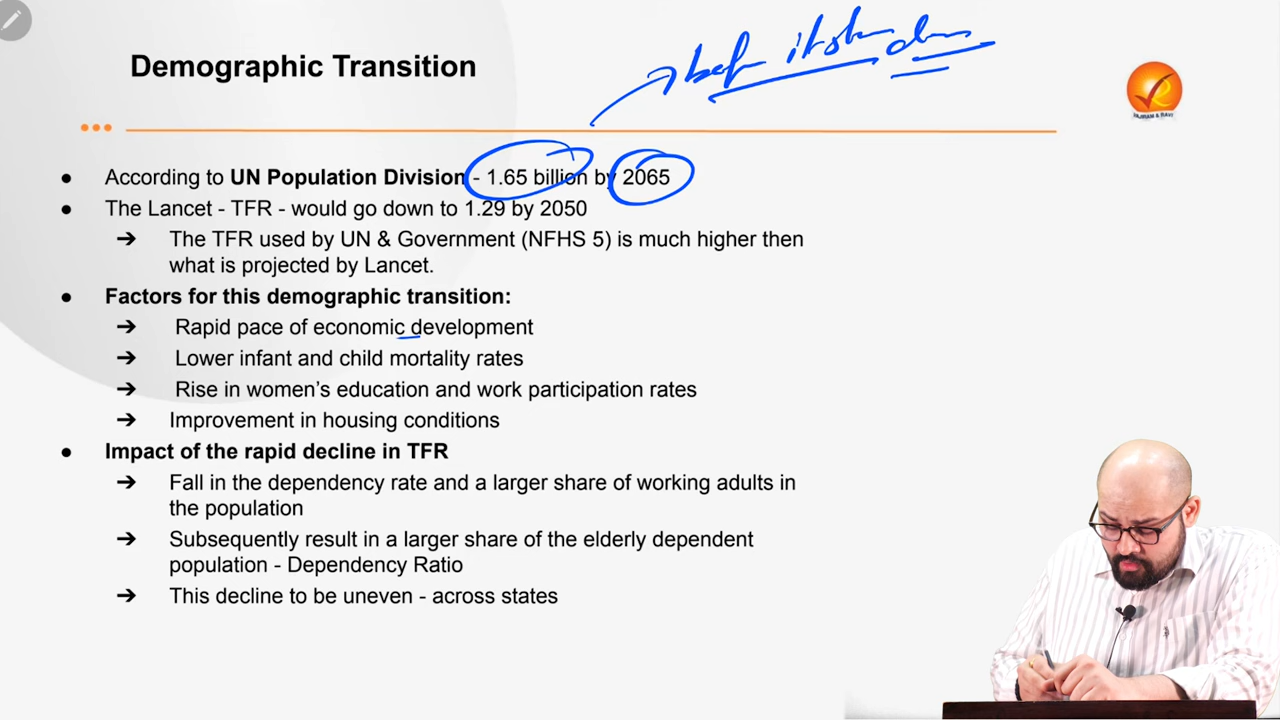 Demographic Transition
→ bef it starts
VAJIRAM & RAVI
● According to UN Population Division - 1.65 billion by 2065
● The Lancet - TFR - would go down to 1.29 by 2050
➔ The TFR used by UN & Government (NFHS 5) is much higher then
what is projected by Lancet.
● Factors for this demographic transition:
➔ Rapid pace of economic development
➔ Lower infant and child mortality rates
➔ Rise in women’s education and work participation rates
➔ Improvement in housing conditions
● Impact of the rapid decline in TFR
➔ Fall in the dependency rate and a larger share of working adults in
the population
➔ Subsequently result in a larger share of the elderly dependent
population - Dependency Ratio
➔ This decline to be uneven - across states